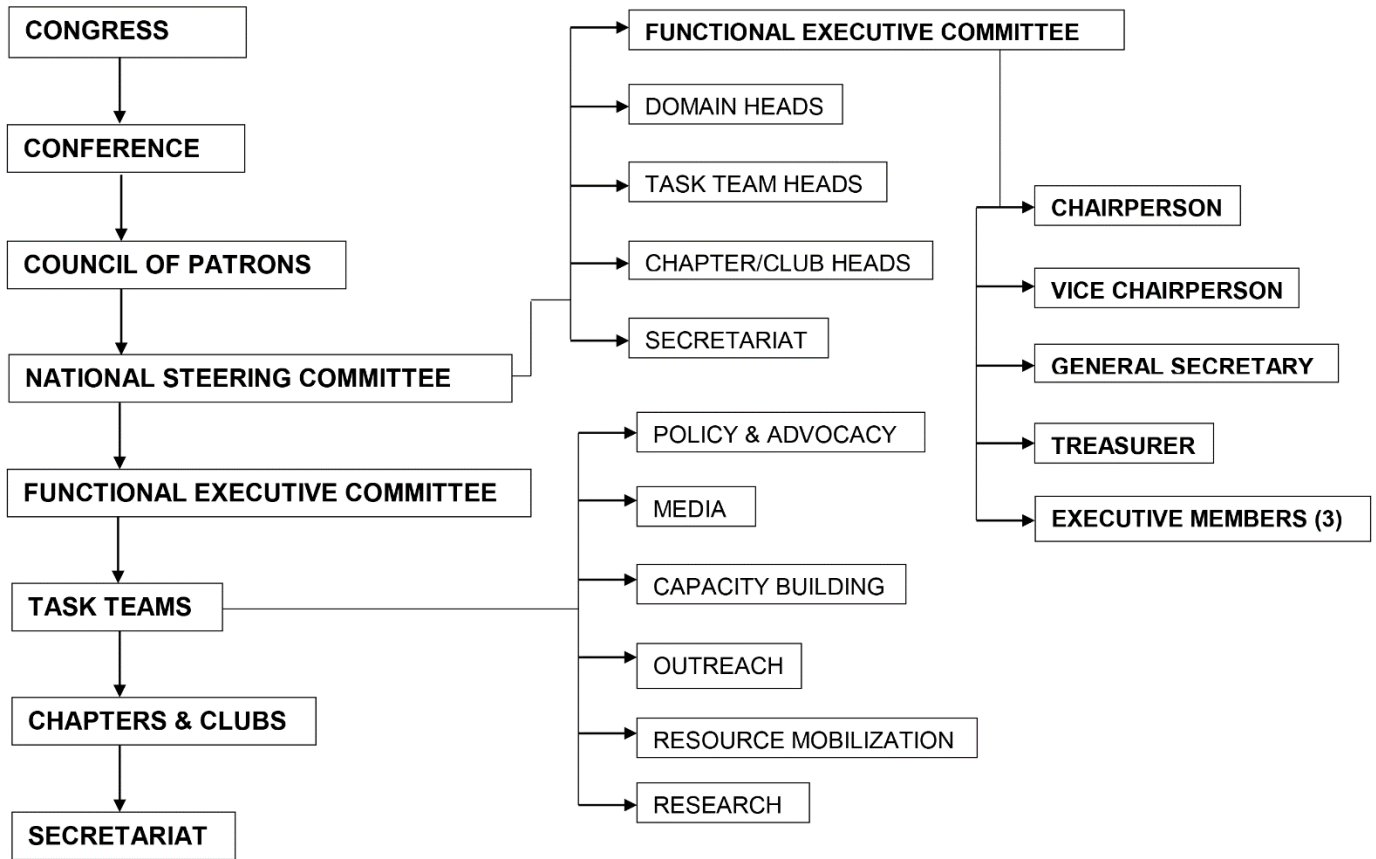 CONGRESS
CONFERENCE
COUNCIL OF PATRONS
NATIONAL STEERING COMMITTEE
FUNCTIONAL EXECUTIVE COMMITTEE
TASK TEAMS
CHAPTERS & CLUBS
SECRETARIAT
FUNCTIONAL EXECUTIVE COMMITTEE
DOMAIN HEADS
TASK TEAM HEADS
CHAPTER/CLUB HEADS
SECRETARIAT
POLICY & ADVOCACY
MEDIA
CAPACITY BUILDING
OUTREACH
RESOURCE MOBILIZATION
RESEARCH
CHAIRPERSON
VICE CHAIRPERSON
GENERAL SECRETARY
TREASURER
EXECUTIVE MEMBERS (3)